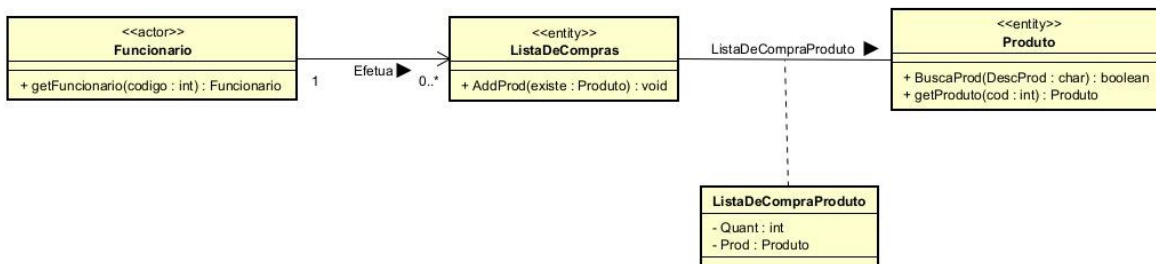 <<actor>>
Funcionario
+ getFuncionario(codigo : int) : Funcionario
1
Efetua
0..*
<<entity>>
ListaDeCompras
+ AddProd(existe : Produto) : void
ListaDeCompraProduto
<<entity>>
Produto
+ BuscaProd(DescProd : char) : boolean
+ getProduto(cod : int) : Produto
ListaDeCompraProduto
- Quant : int
- Prod : Produto